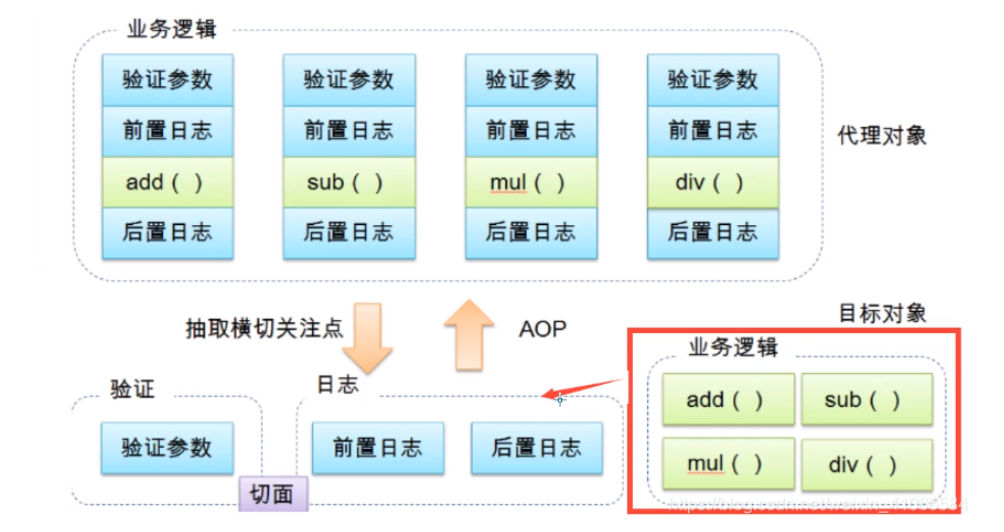 业务逻辑
验证参数 验证参数 验证参数 验证参数
前置日志 前置日志 前置日志 前置日志
代理对象
add ( ) sub ( ) mul ( ) div ( )
后置日志 后置日志 后置日志 后置日志
抽取横切关注点
AOP
目标对象
业务逻辑
验证
日志
add ( ) sub ( )
验证参数
前置日志 后置日志
mul ( ) div ( )
切面